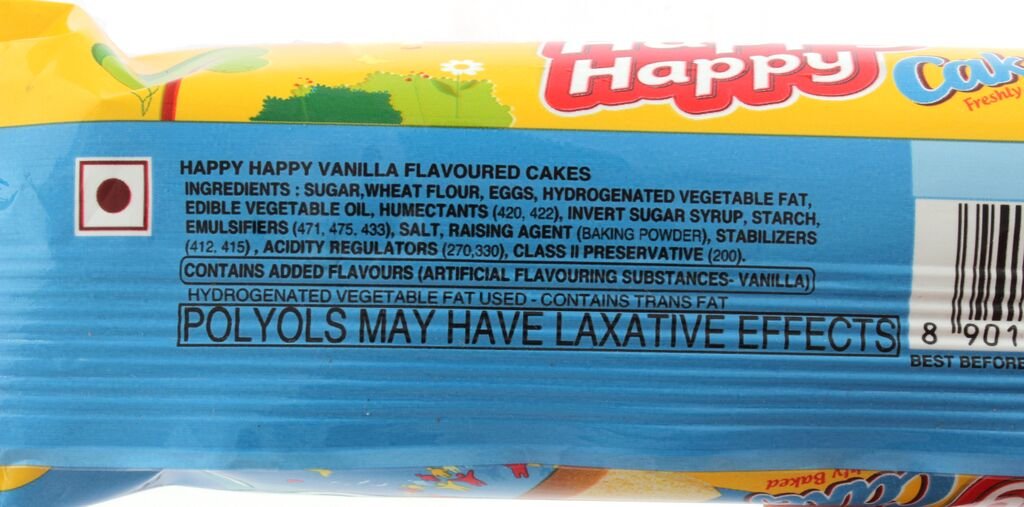 Happy
Cak
Freshly
HAPPY HAPPY VANILLA FLAVOURED CAKES
INGREDIENTS : SUGAR,WHEAT FLOUR, EGGS, HYDROGENATED VEGETABLE FAT,
EDIBLE VEGETABLE OIL, HUMECTANTS (420, 422), INVERT SUGAR SYRUP, STARCH,
EMULSIFIERS (471, 475, 433), SALT, RAISING AGENT (BAKING POWDER), STABILIZERS
(412, 415) , ACIDITY REGULATORS (270,330), CLASS II PRESERVATIVE (200).
CONTAINS ADDED FLAVOURS (ARTIFICIAL FLAVOURING SUBSTANCES- VANILLA)
HYDROGENATED VEGETABLE FAT USED - CONTAINS TRANS FAT
POLYOLS MAY HAVE LAXATIVE EFFECTS
8 901
BEST BEFORE
Baked